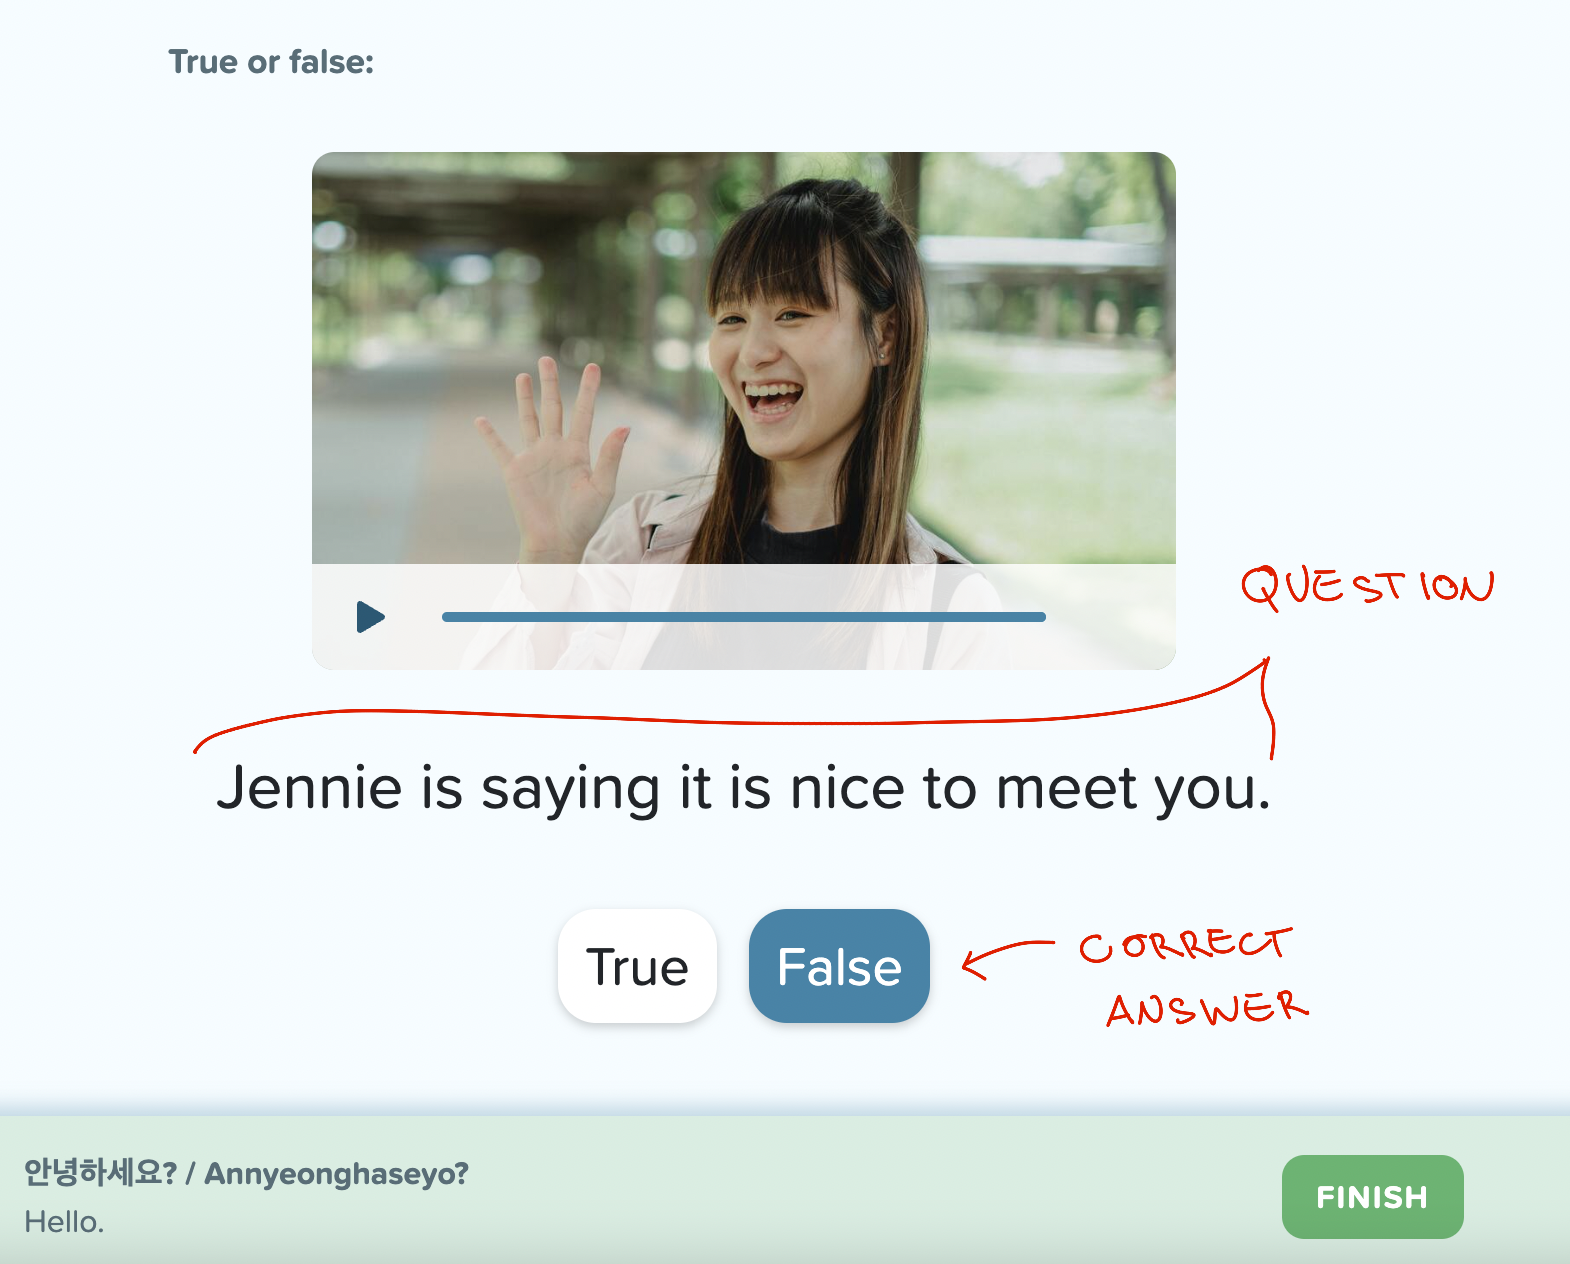 True or false:
QUESTION
Jennie is saying it is nice to meet you.
True
False
CORRECT
ANSWER
안녕하세요? / Annyeonghaseyo?
Hello.
FINISH